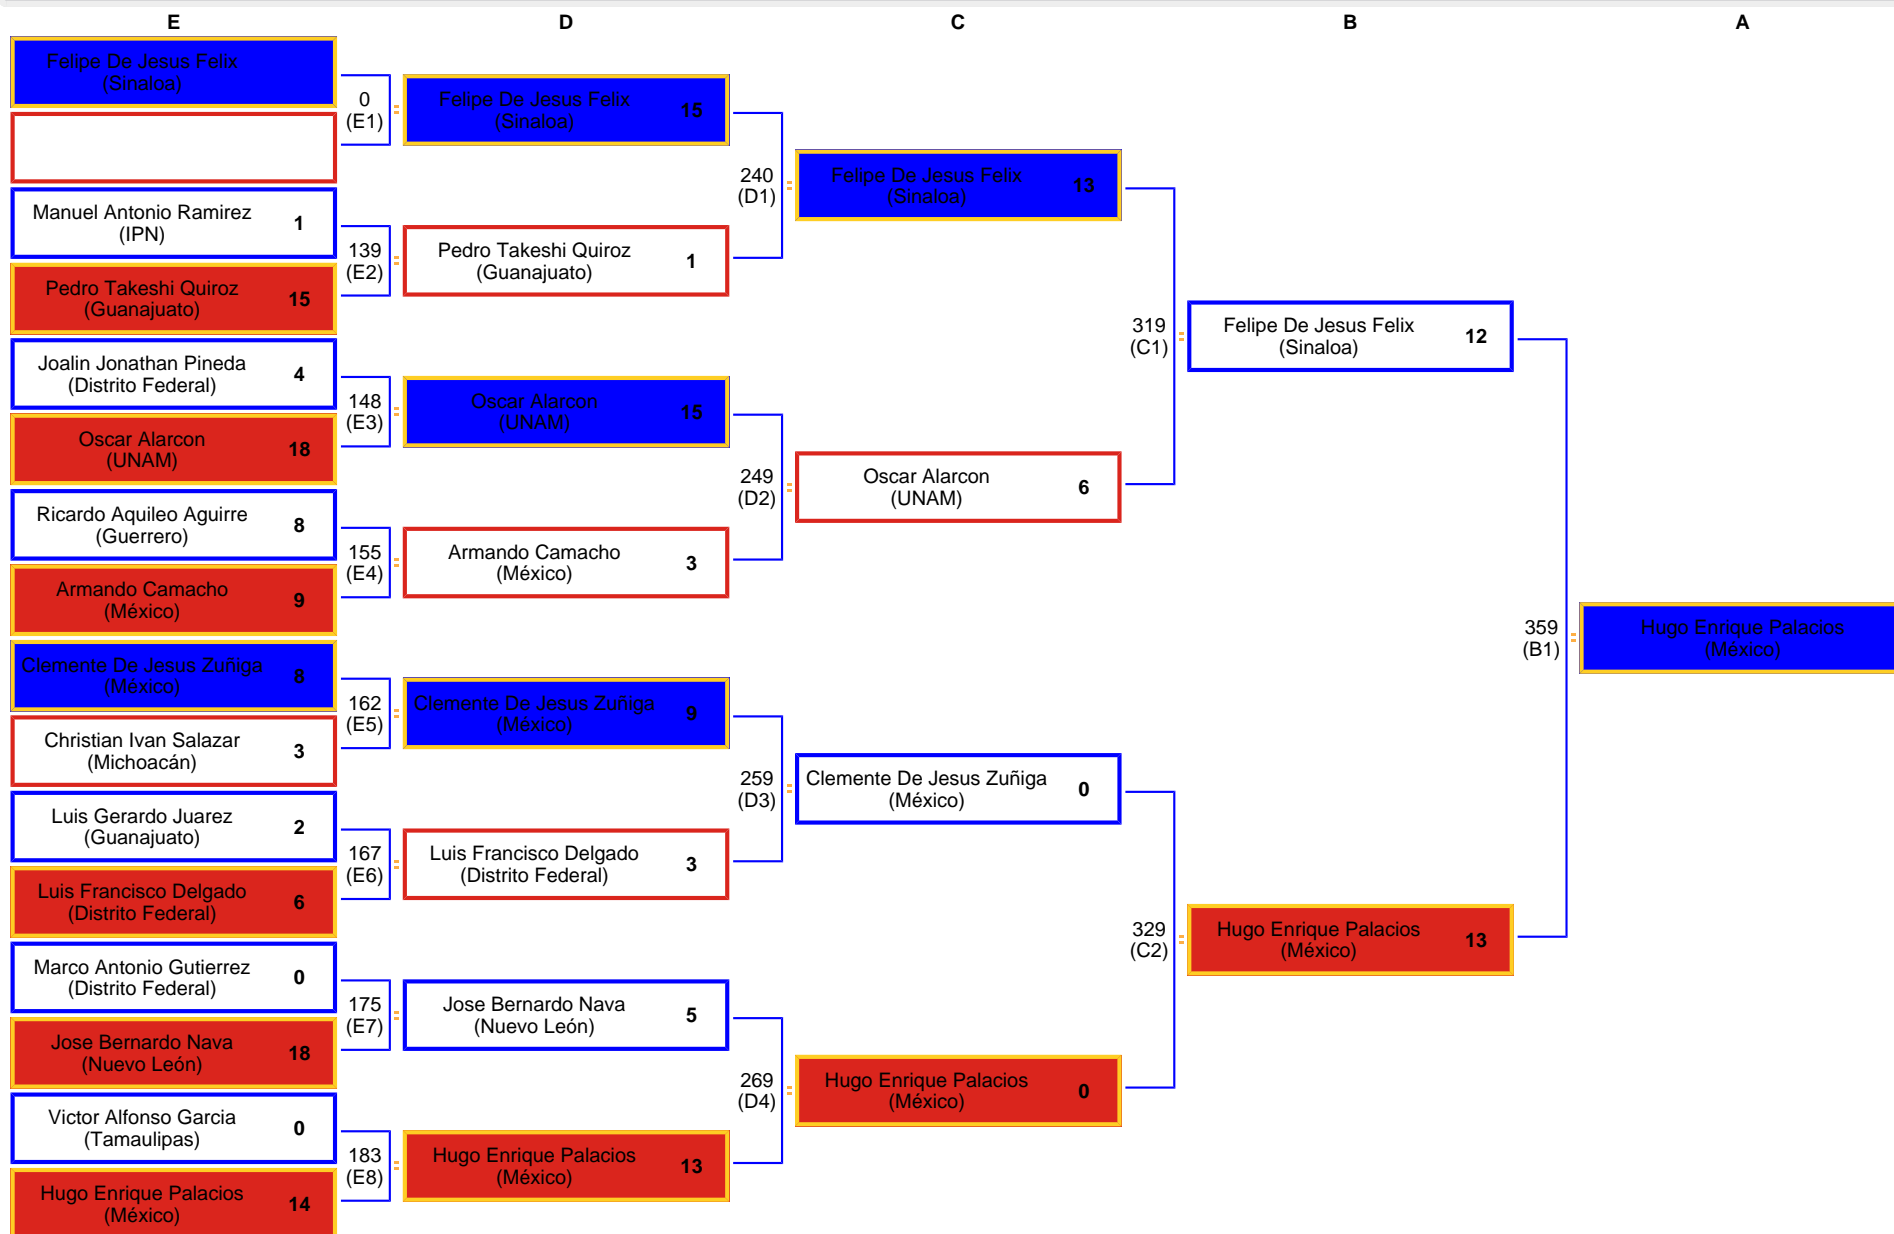 E
D
C
B
A
Felipe De Jesus Felix
(Sinaloa)
Manuel Antonio Ramirez
(IPN)
1
Pedro Takeshi Quiroz
(Guanajuato)
15
Joalin Jonathan Pineda
(Distrito Federal)
4
Oscar Alarcon
(UNAM)
18
Ricardo Aquileo Aguirre
(Guerrero)
8
Armando Camacho
(México)
9
Clemente De Jesus Zuñiga
(México)
8
Christian Ivan Salazar
(Michoacán)
3
Luis Gerardo Juarez
(Guanajuato)
2
Luis Francisco Delgado
(Distrito Federal)
6
Marco Antonio Gutierrez
(Distrito Federal)
0
Jose Bernardo Nava
(Nuevo León)
18
Victor Alfonso Garcia
(Tamaulipas)
0
Hugo Enrique Palacios
(México)
14
0
(E1)
139
(E2)
148
(E3)
155
(E4)
162
(E5)
167
(E6)
175
(E7)
183
(E8)
Felipe De Jesus Felix
(Sinaloa)
15
Pedro Takeshi Quiroz
(Guanajuato)
1
Oscar Alarcon
(UNAM)
15
Armando Camacho
(México)
3
Clemente De Jesus Zuñiga
(México)
9
Luis Francisco Delgado
(Distrito Federal)
3
Jose Bernardo Nava
(Nuevo León)
5
Hugo Enrique Palacios
(México)
13
240
(D1)
249
(D2)
259
(D3)
269
(D4)
Felipe De Jesus Felix
(Sinaloa)
13
Oscar Alarcon
(UNAM)
6
Clemente De Jesus Zuñiga
(México)
0
Hugo Enrique Palacios
(México)
0
319
(C1)
329
(C2)
Felipe De Jesus Felix
(Sinaloa)
12
Hugo Enrique Palacios
(México)
13
359
(B1)
Hugo Enrique Palacios
(México)